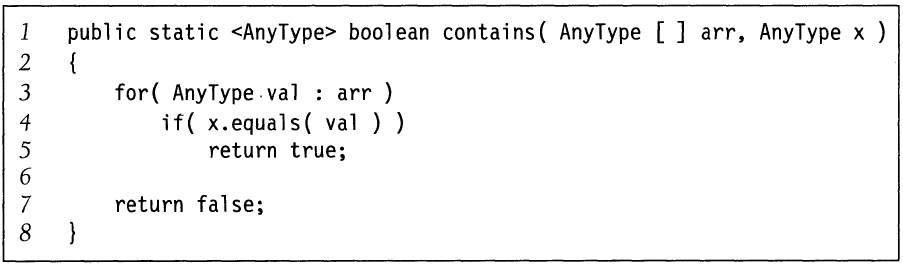 1 public static <AnyType> boolean contains( AnyType [ ] arr, AnyType x )
2 {
3     for( AnyType val : arr )
4         if( x.equals( val ) )
5             return true;
6
7     return false;
8 }